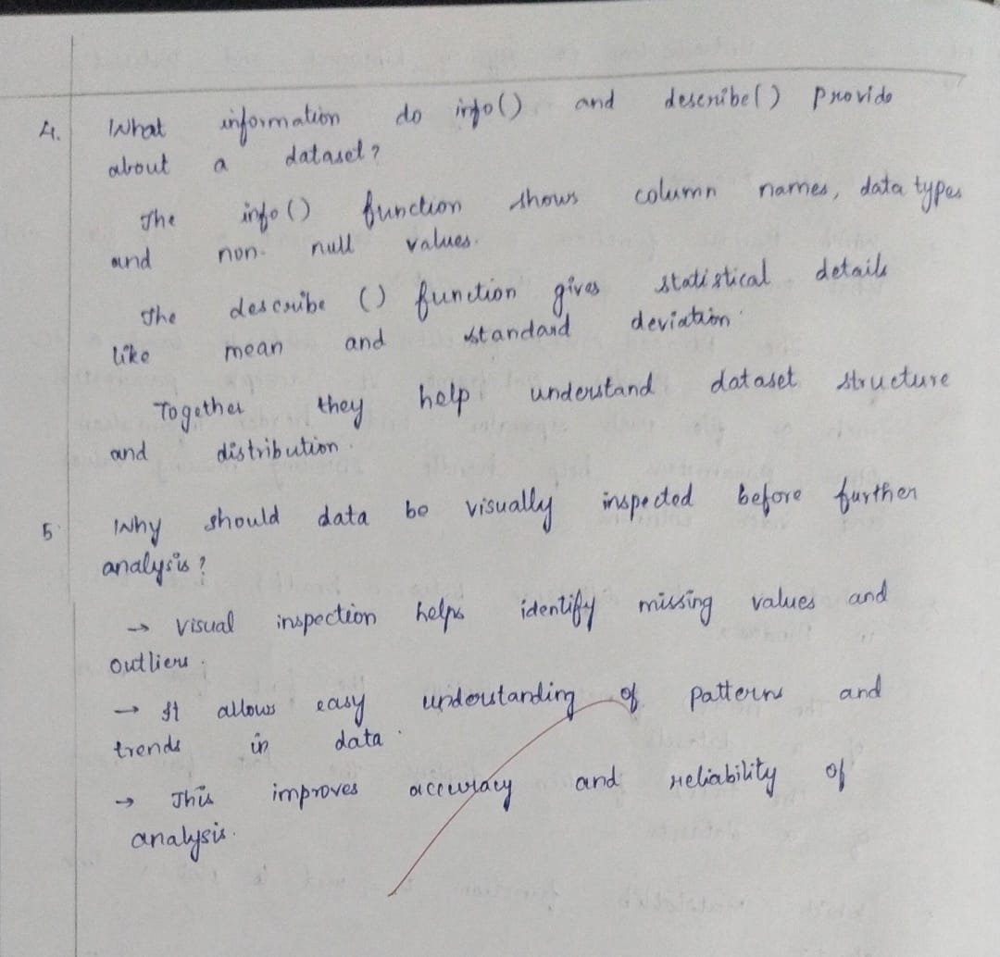 4. What information do info() and describe() provide
about a dataset?
The info() function shows column names, data types
and non-null values.
The describe () function gives statistical details
like mean and standard deviation.
Together they help understand dataset structure
and distribution.
5. Why should data be visually inspected before further
analysis?
→ Visual inspection helps identify missing values and
outliers.
→ It allows easy understanding of patterns and
trends in data.
→ This improves accuracy and reliability of
analysis.